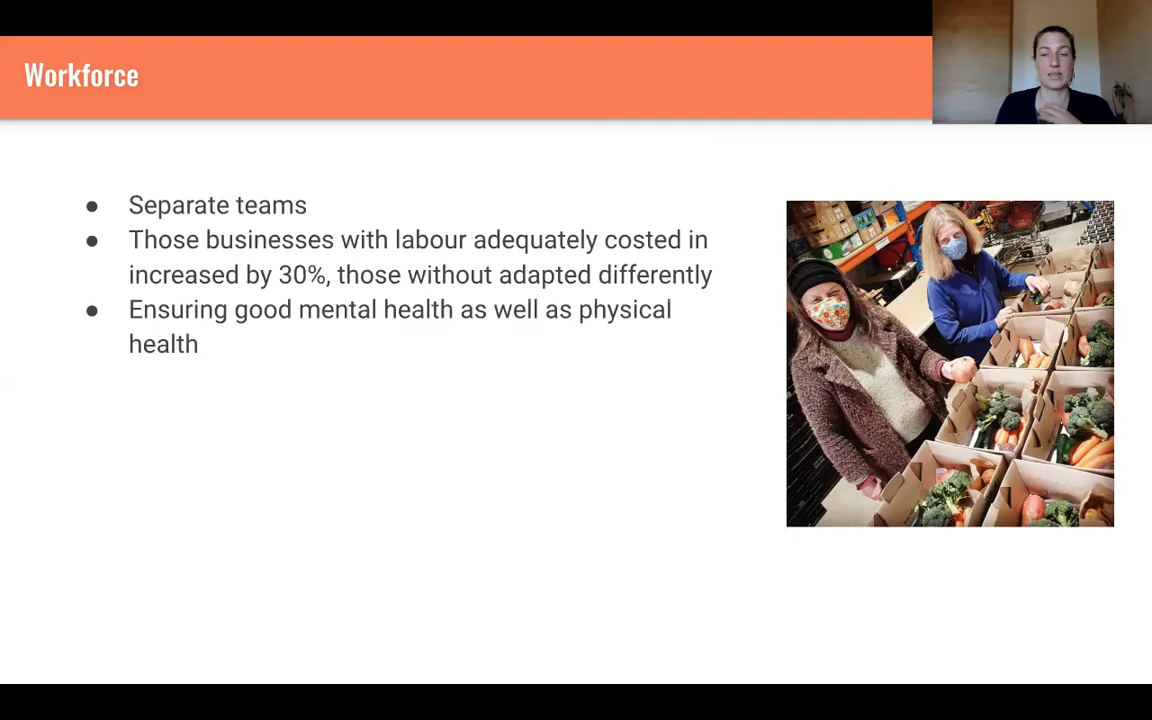 Workforce
● Separate teams
● Those businesses with labour adequately costed in
increased by 30%, those without adapted differently
● Ensuring good mental health as well as physical
health